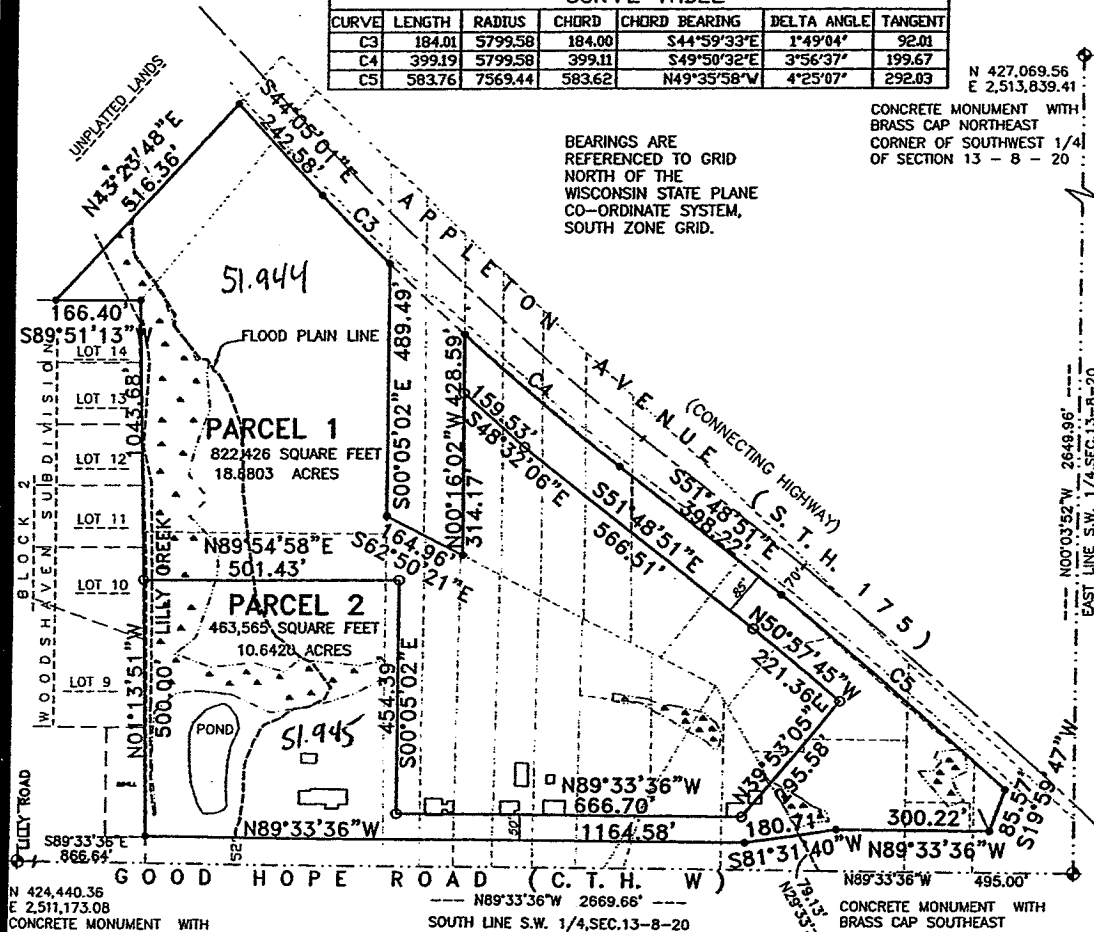 CURVE TABLE
CURVE LENGTH RADIUS CHORD CHORD BEARING DELTA ANGLE TANGENT
C3 184.01 5799.58 184.00 S44°59'33"E 1°49'04" 92.01
C4 399.19 5799.58 399.11 S49°50'32"E 3°56'37" 199.67
C5 583.76 7569.44 583.62 N49°35'58"W 4°25'07" 292.03
N 427,069.56
E 2,513,839.41
CONCRETE MONUMENT WITH
BRASS CAP NORTHEAST
CORNER OF SOUTHWEST 1/4
OF SECTION 13 - 8 - 20
BEARINGS ARE
REFERENCED TO GRID
NORTH OF THE
WISCONSIN STATE PLANE
CO-ORDINATE SYSTEM,
SOUTH ZONE GRID.
UNPLATTED LANDS
N43°23'48"E
516.36'
S44°05'01"E
242.58'
C3
APPLETON AVENUE
(CONNECTING HIGHWAY)
(S.T.H. 175)
51.944
166.40'
S89°51'13"W
FLOOD PLAIN LINE
LOT 14
LOT 13
LOT 12
LOT 11
LOT 10
LOT 9
BLOCK 2
WOODSHAVEN SUBDIVISION
1043.68'
PARCEL 1
822,426 SQUARE FEET
18.8803 ACRES
S00°05'02"E 489.49'
N00°16'02"W 428.59'
314.17'
C4
159.53'
S48°32'06"E
S51°48'51"E
566.51'
S51°48'51"E
398.22'
85'
70'
164.96'
S62°50'21"E
N89°54'58"E
501.43'
LILLY CREEK
PARCEL 2
463,565 SQUARE FEET
10.6420 ACRES
N01°13'51"W
500.00'
454.39'
S00°05'02"E
POND
51.945
N50°57'45"W
221.36'
C5
N39°53'05"E
295.58
N00°03'52"W 2649.96'
EAST LINE S.W. 1/4,SEC.13-8-20
N89°33'36"W
666.70'
50'
N89°33'36"W
1164.58'
180.71'
S81°31'40"W
300.22'
N89°33'36"W
85.57'
S19°59'47"W
LILLY ROAD
S89°33'36"E
866.64'
52'
GOOD HOPE ROAD (C.T.H. W)
N89°33'36"W 495.00'
79.13'
N 424,440.36
E 2,511,173.08
CONCRETE MONUMENT WITH
N89°33'36"W 2669.66'
SOUTH LINE S.W. 1/4,SEC.13-8-20
CONCRETE MONUMENT WITH
BRASS CAP SOUTHEAST